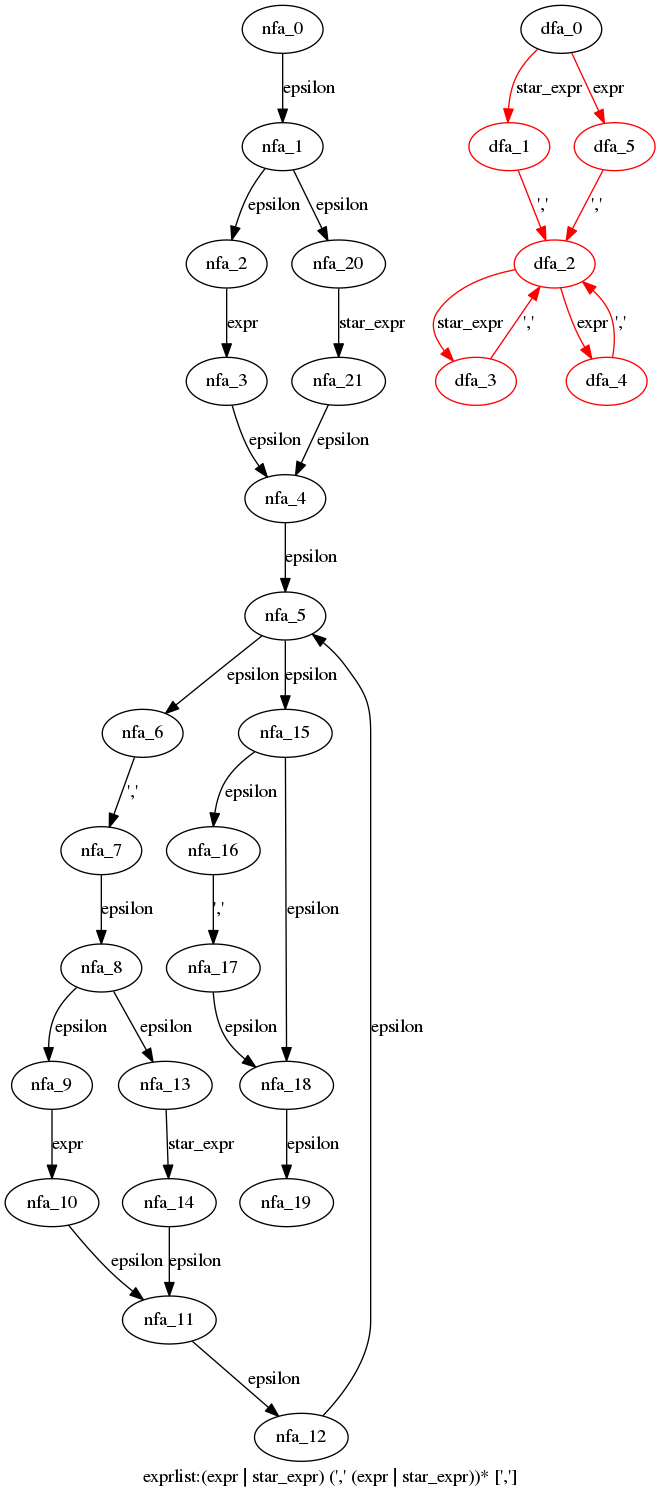 nfa_0 dfa_0
epsilon star_expr expr
nfa_1 dfa_1 dfa_5
epsilon epsilon ',' ','
nfa_2 nfa_20 dfa_2
expr star_expr star_expr ',' expr ','
nfa_3 nfa_21 dfa_3 dfa_4
epsilon epsilon
nfa_4
epsilon
nfa_5
epsilon epsilon
nfa_6 nfa_15
',' epsilon
nfa_7 nfa_16
epsilon ',' epsilon
nfa_8 nfa_17
epsilon epsilon epsilon epsilon
nfa_9 nfa_13 nfa_18
expr star_expr epsilon
nfa_10 nfa_14 nfa_19
epsilon epsilon
nfa_11
epsilon
nfa_12
exprlist:(expr | star_expr) (',' (expr | star_expr))* [',']